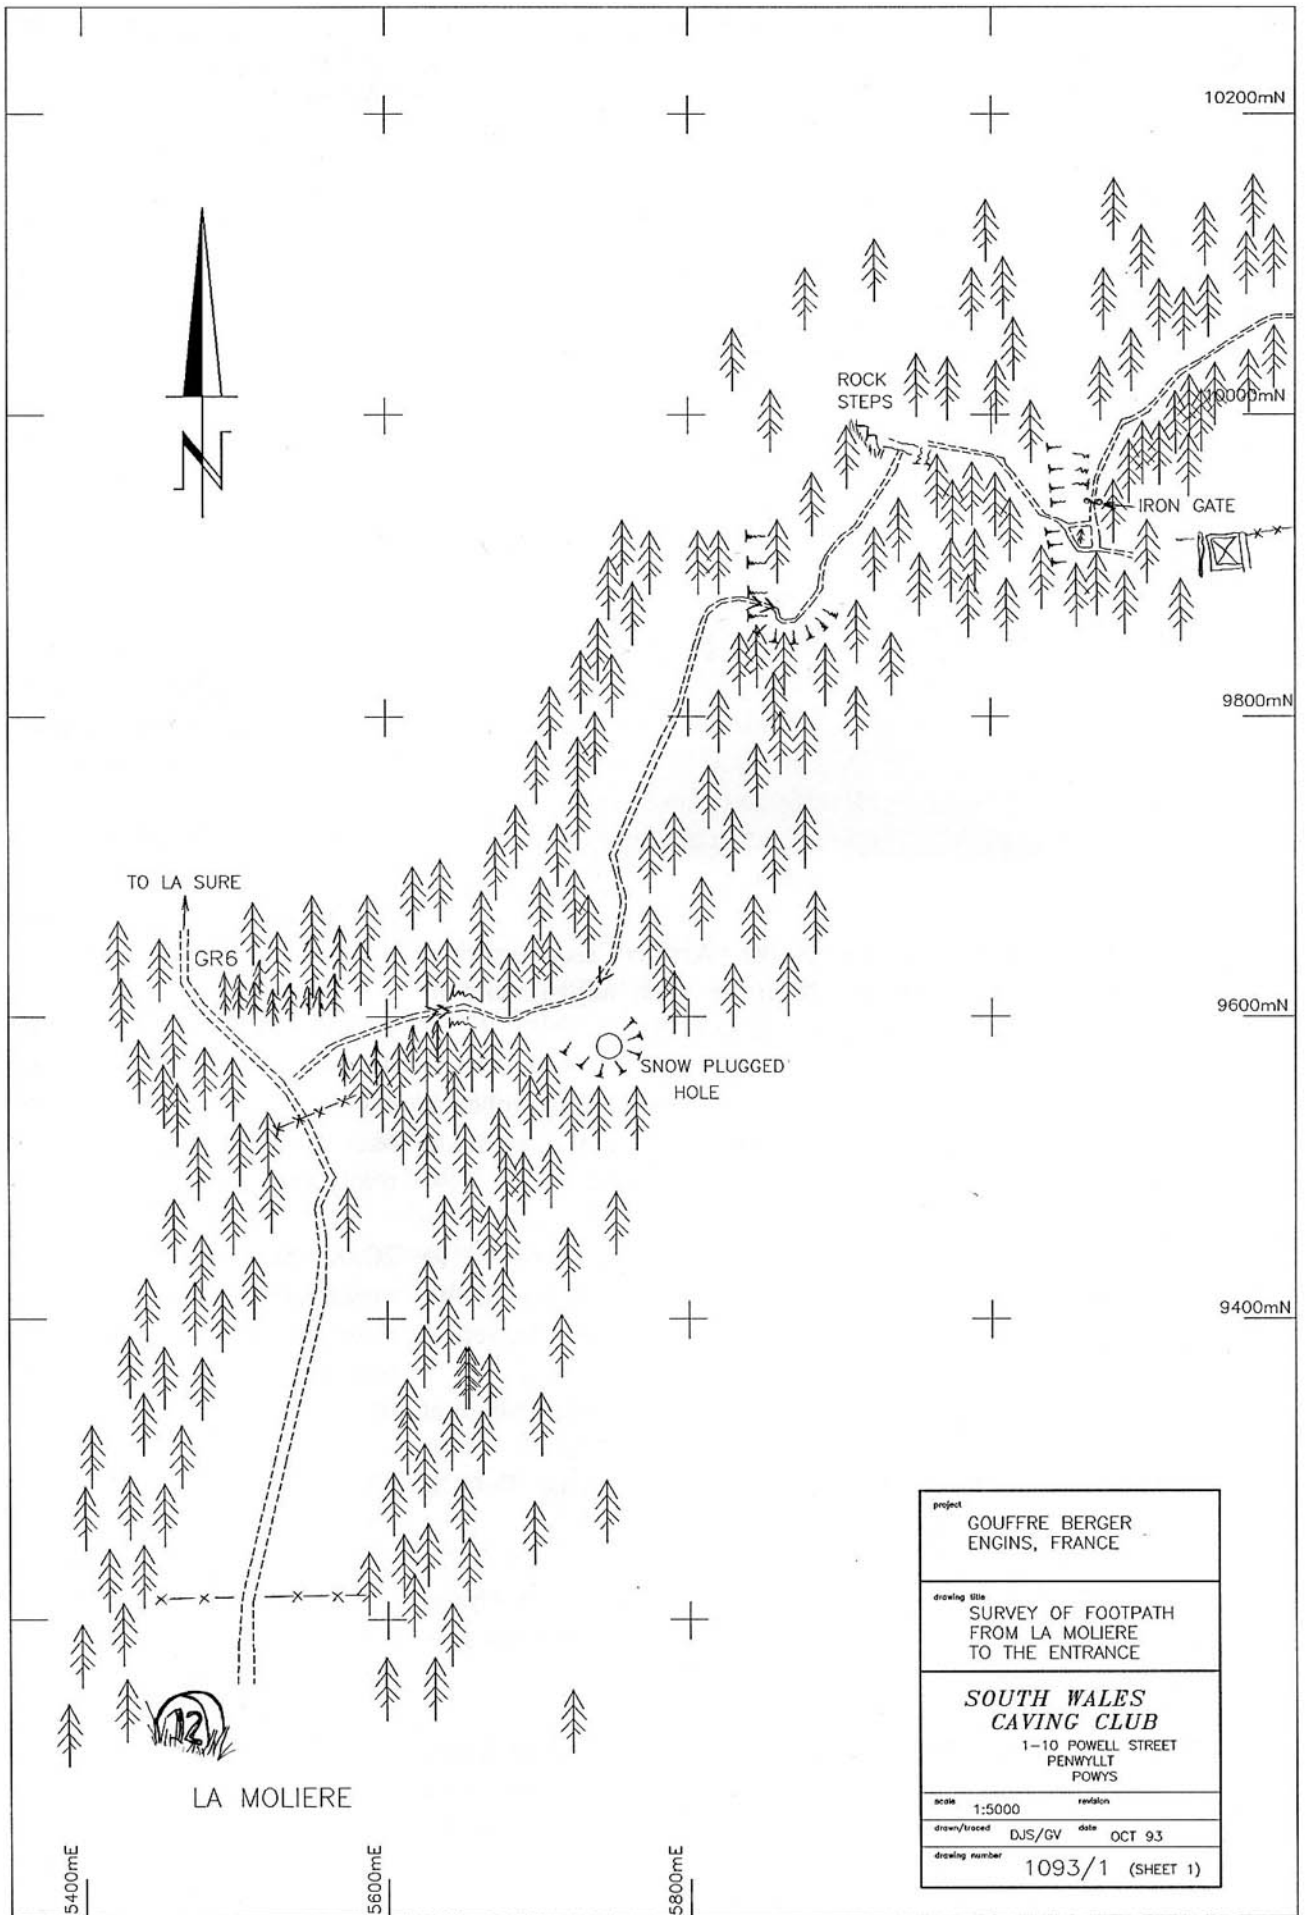 10200mN
ROCK
STEPS
10000mN
IRON GATE
N
9800mN
TO LA SURE
GR6
9600mN
SNOW PLUGGED
HOLE
9400mN
12
LA MOLIERE
5400mE
5600mE
5800mE
project
GOUFFRE BERGER
ENGINS, FRANCE
drawing title
SURVEY OF FOOTPATH
FROM LA MOLIERE
TO THE ENTRANCE
SOUTH WALES
CAVING CLUB
1-10 POWELL STREET
PENWYLLT
POWYS
scale 1:5000 revision
drawn/traced DJS/GV date OCT 93
drawing number 1093/1 (SHEET 1)